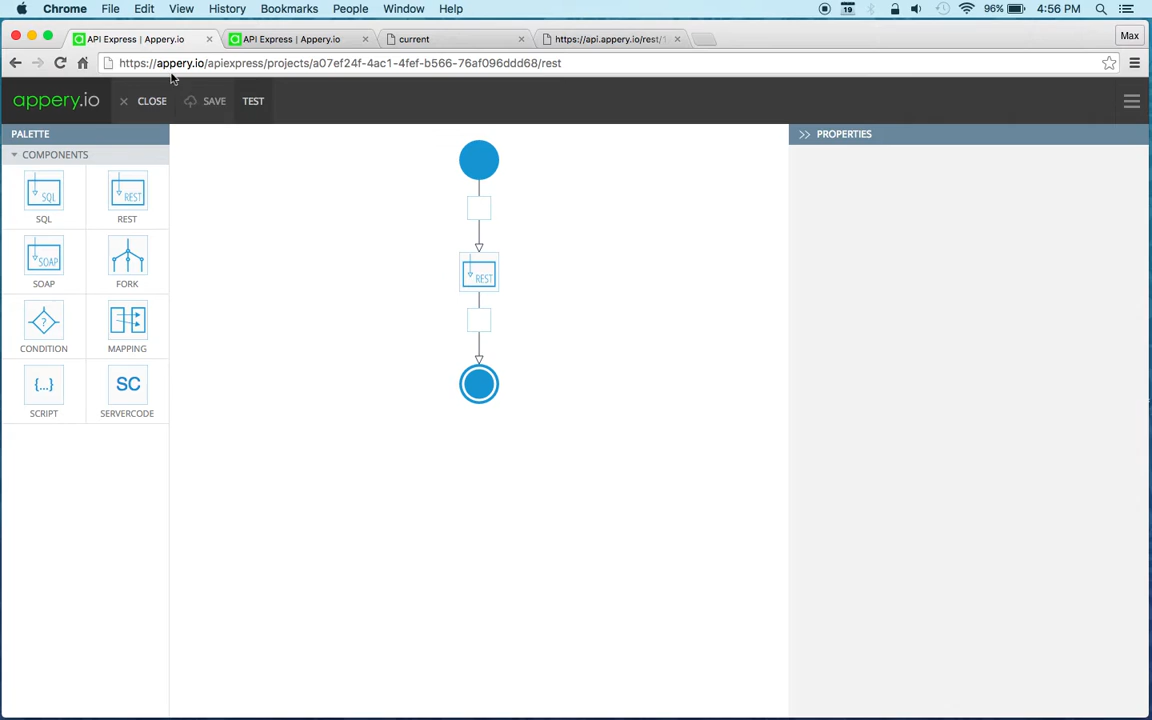 Chrome File Edit View History Bookmarks People Window Help 19 96% 4:56 PM
API Express | Appery.io API Express | Appery.io current https://api.appery.io/rest/1 Max
https://appery.io/apiexpress/projects/a07ef24f-4ac1-4fef-b566-76af096ddd68/rest
appery.io CLOSE SAVE TEST
PALETTE PROPERTIES
COMPONENTS
SQL REST
SQL REST
SOAP
SOAP FORK
?
CONDITION MAPPING
{...} SC
SCRIPT SERVERCODE
REST